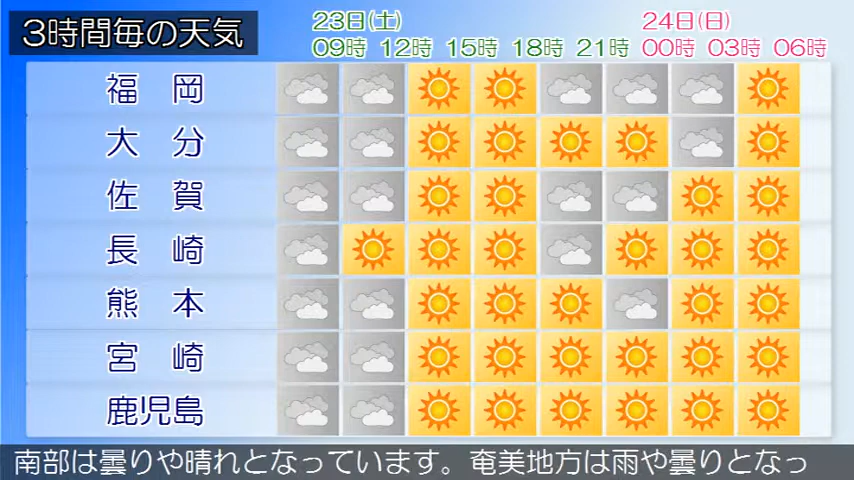 3時間毎の天気
23日(土) 24日(日)
09時 12時 15時 18時 21時 00時 03時 06時
福 岡
大 分
佐 賀
長 崎
熊 本
宮 崎
鹿児島
南部は曇りや晴れとなっています。奄美地方は雨や曇りとなっ